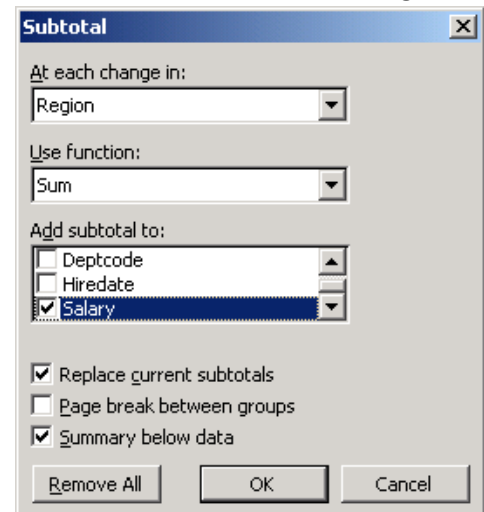 Subtotal
At each change in:
Region
Use function:
Sum
Add subtotal to:
Deptcode
Hiredate
Salary
Replace current subtotals
Page break between groups
Summary below data
Remove All OK Cancel